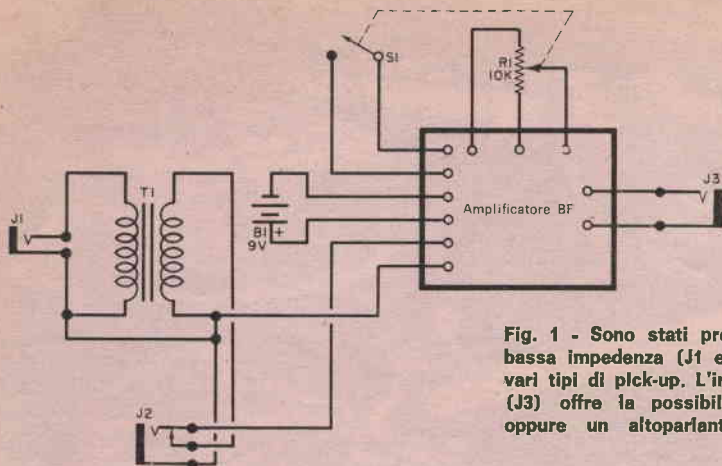 S1
R1
10K
T1
J1
B1 +
9V
Amplificatore BF
J3
J2
Fig. 1 - Sono stati pre
bassa impedenza (J1 e
vari tipi di pick-up. L'in
(J3) offre la possibil
oppure un altoparlant